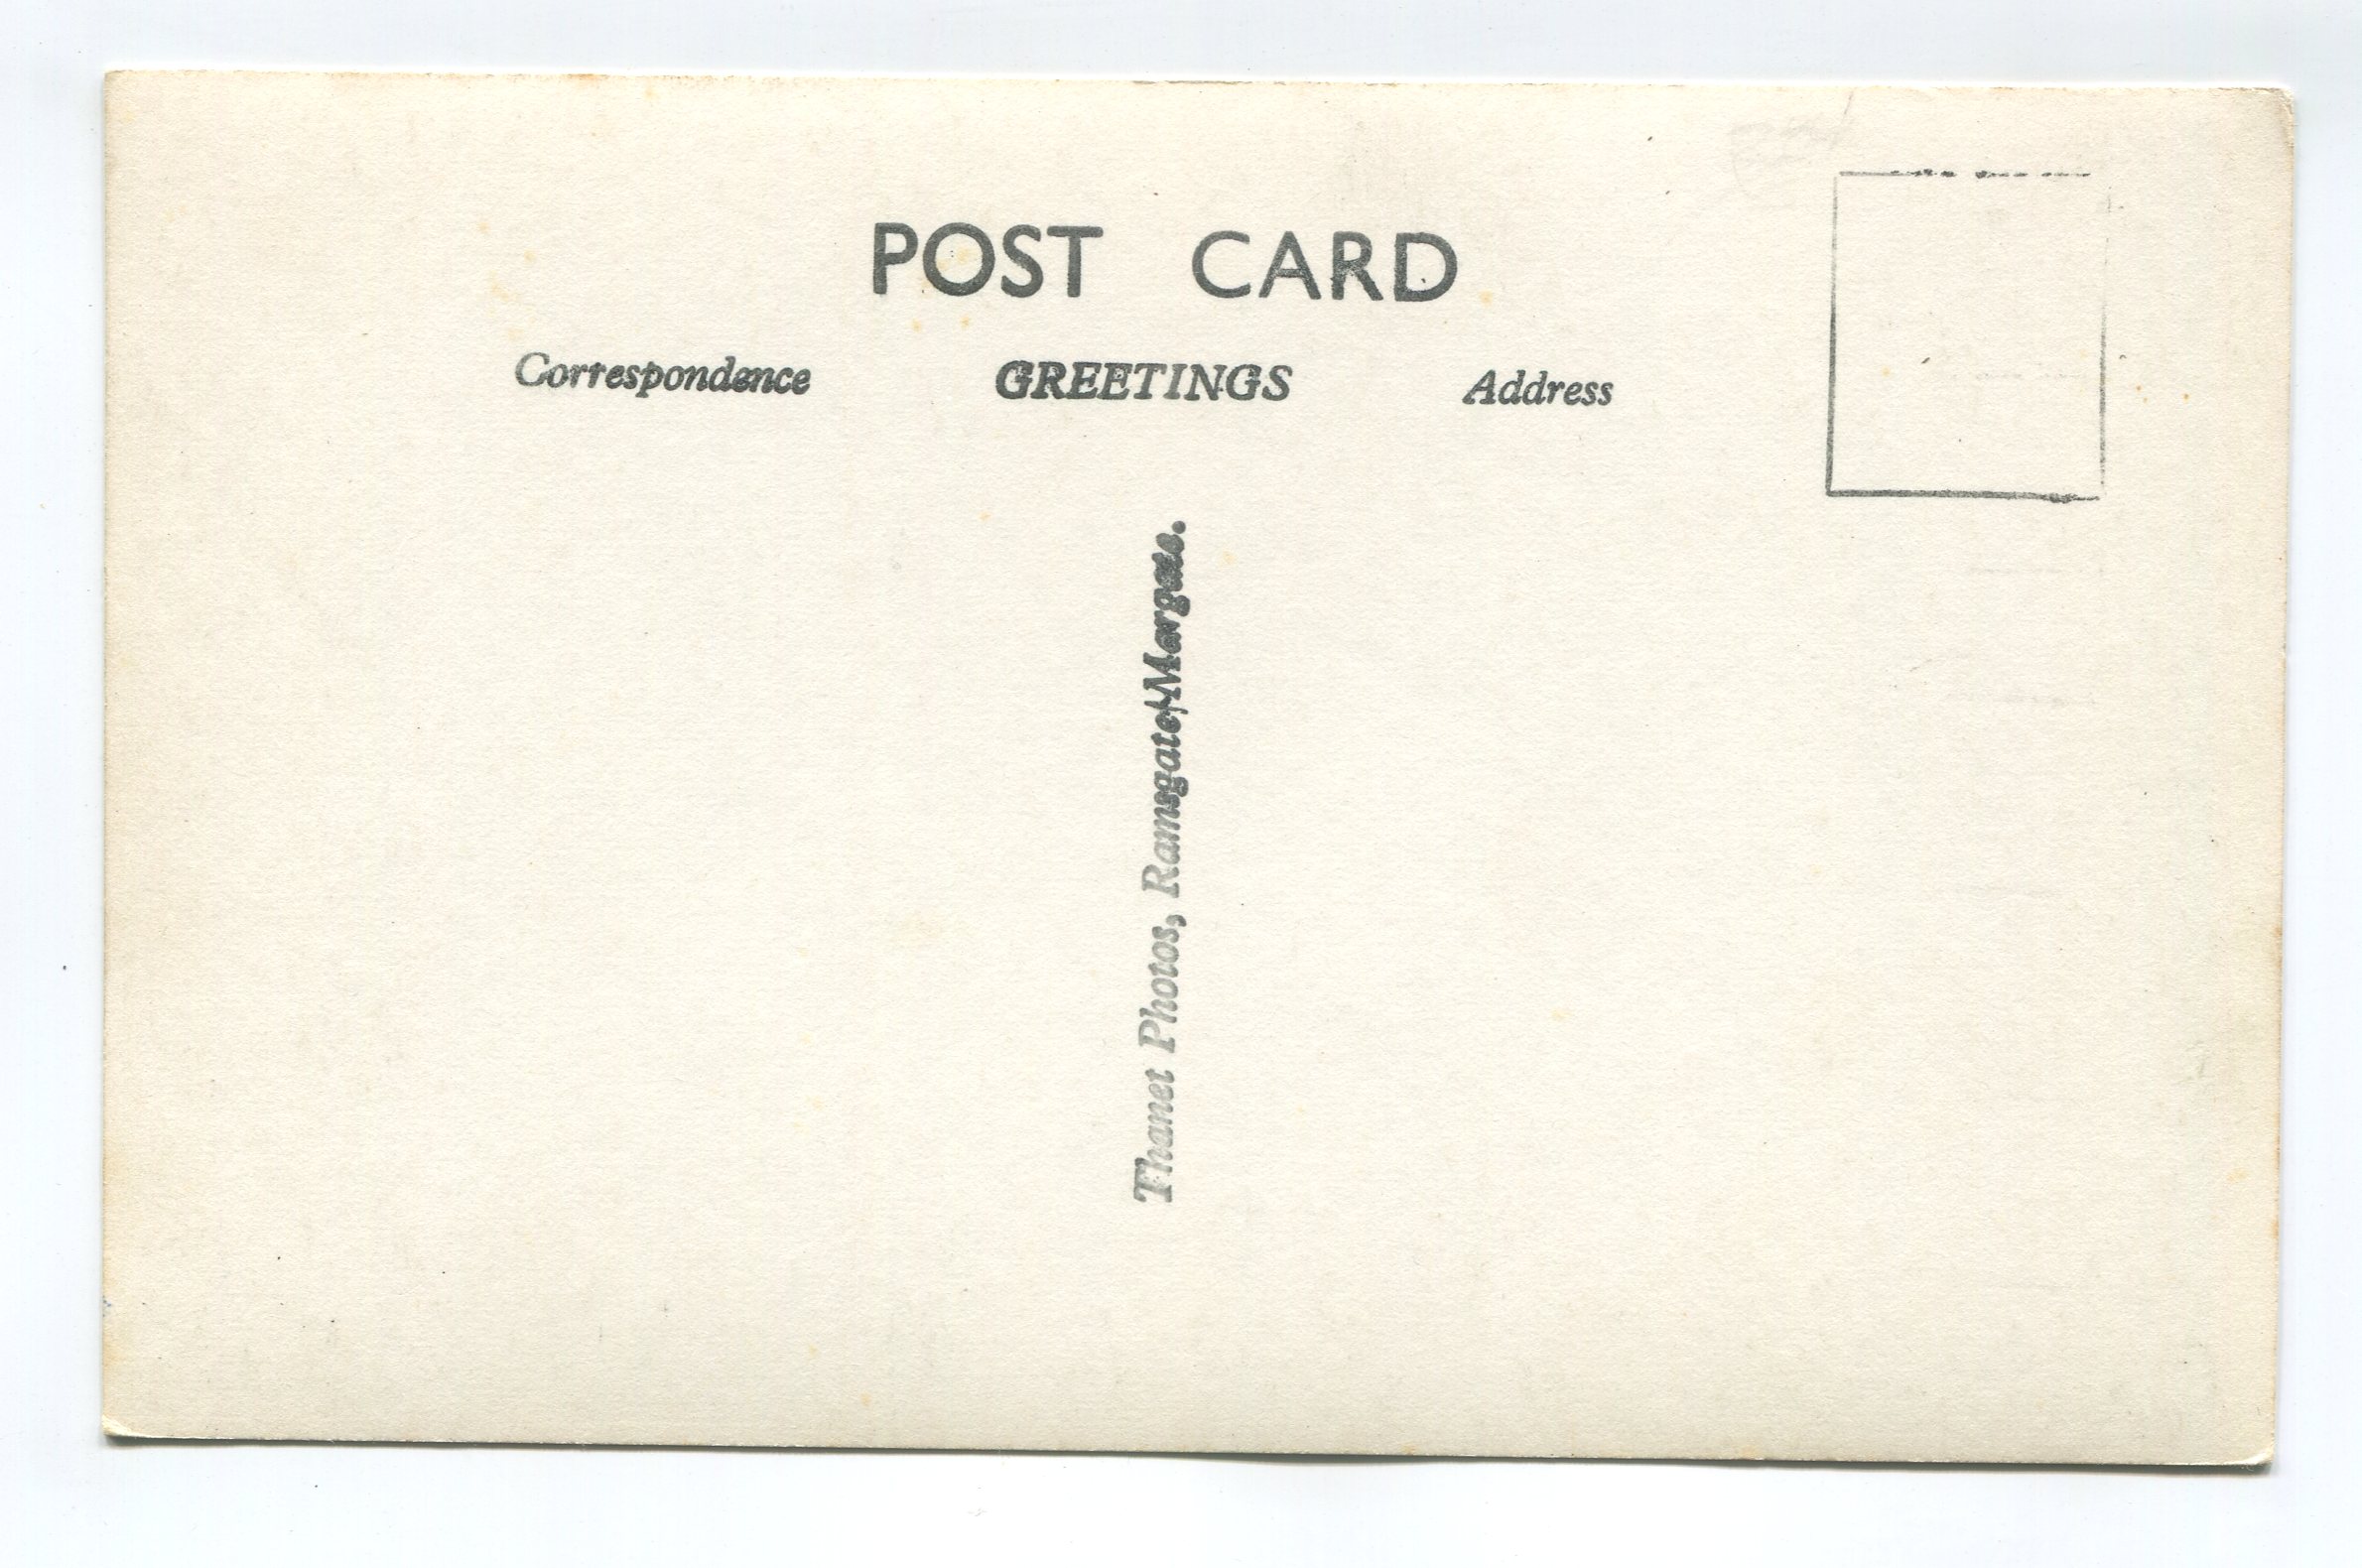 POST CARD
Correspondence GREETINGS Address
Thanet Photos, Ramsgate/Margate.